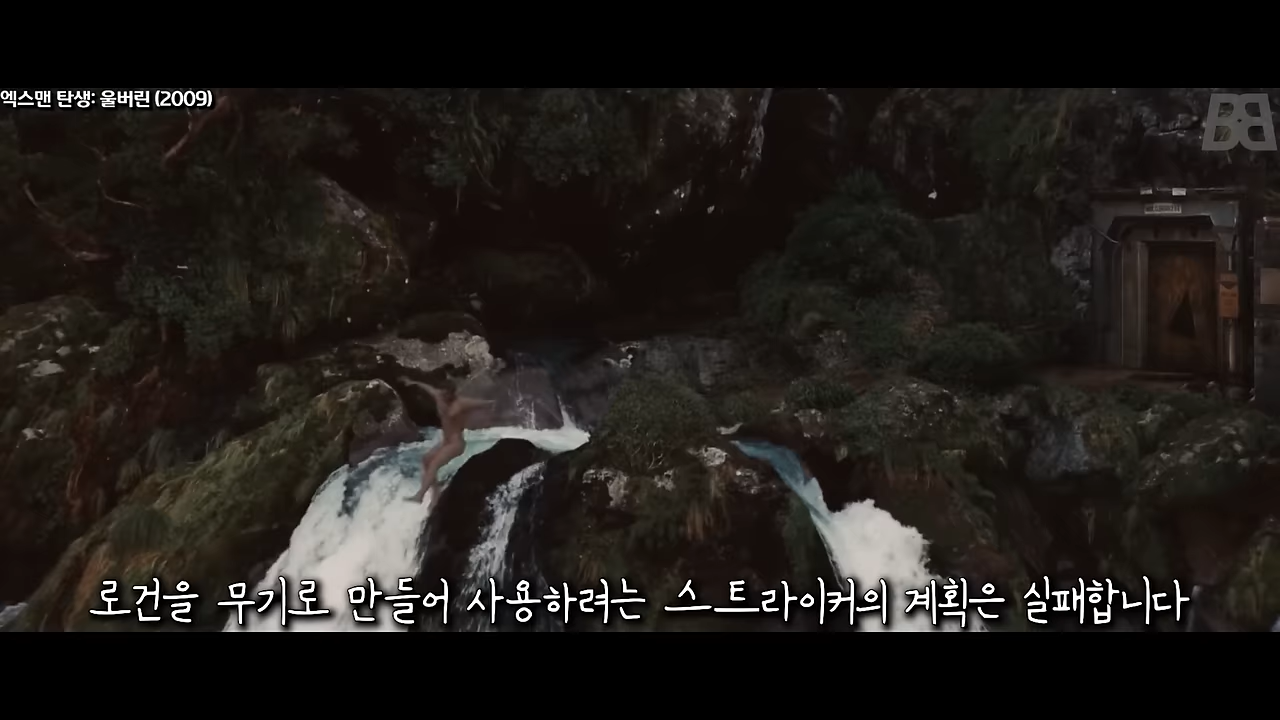 엑스맨 탄생: 울버린 (2009)
BB
로건을 무기로 만들어 사용하려는 스트라이커의 계획은 실패합니다